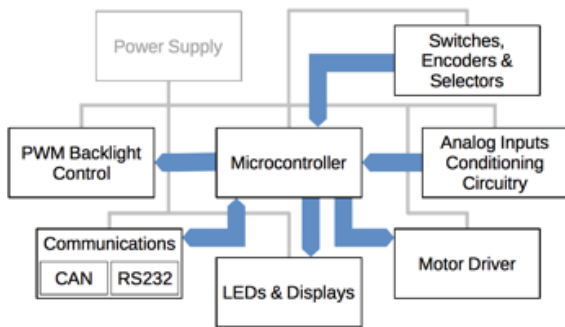 Power Supply
Switches,
Encoders &
Selectors
PWM Backlight
Control
Microcontroller
Analog Inputs
Conditioning
Circuitry
Communications
CAN
RS232
LEDs & Displays
Motor Driver